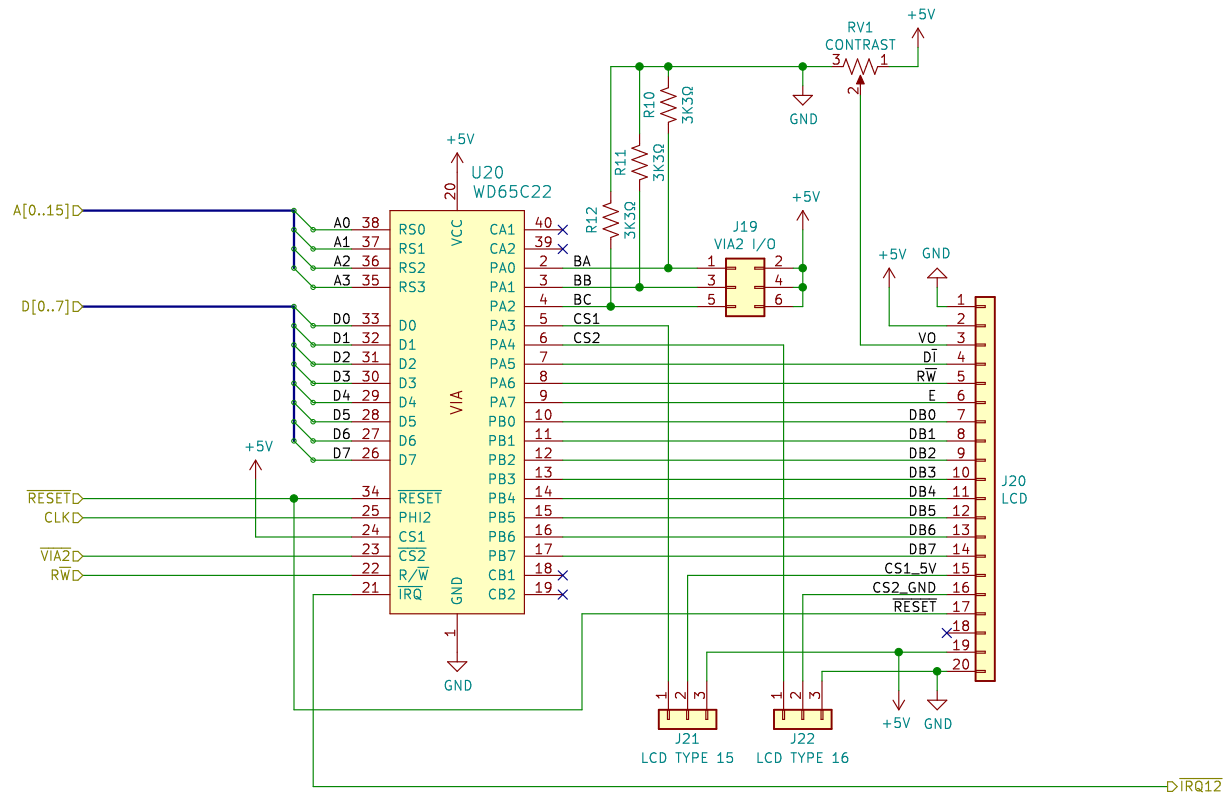 +5V
RV1
CONTRAST
3 1
2
GND
R10
3K3Ω
R11
3K3Ω
R12
3K3Ω
+5V
20
U20
WD65C22
VCC
A[0..15]
A0 38 RS0
A1 37 RS1
A2 36 RS2
A3 35 RS3
D[0..7]
D0 33 D0
D1 32 D1
D2 31 D2
D3 30 D3
D4 29 D4
D5 28 D5
D6 27 D6
D7 26 D7
+5V
RESET 34 RESET
CLK 25 PHI2
24 CS1
VIA2 23 CS2
RW 22 R/W
21 IRQ
VIA
GND
1
GND
CA1 40
CA2 39
PA0 2 BA
PA1 3 BB
PA2 4 BC
PA3 5 CS1
PA4 6 CS2
PA5 7
PA6 8
PA7 9
PB0 10
PB1 11
PB2 12
PB3 13
PB4 14
PB5 15
PB6 16
PB7 17
CB1 18
CB2 19
+5V
J19
VIA2 I/O
1 2
3 4
5 6
+5V
GND
1
2
VO 3
DI 4
RW 5
E 6
DB0 7
DB1 8
DB2 9
DB3 10
DB4 11
DB5 12
DB6 13
DB7 14
CS1_5V 15
CS2_GND 16
RESET 17
18
19
20
J20
LCD
+5V
GND
1 2 3
J21
LCD TYPE 15
1 2 3
J22
LCD TYPE 16
IRQ12